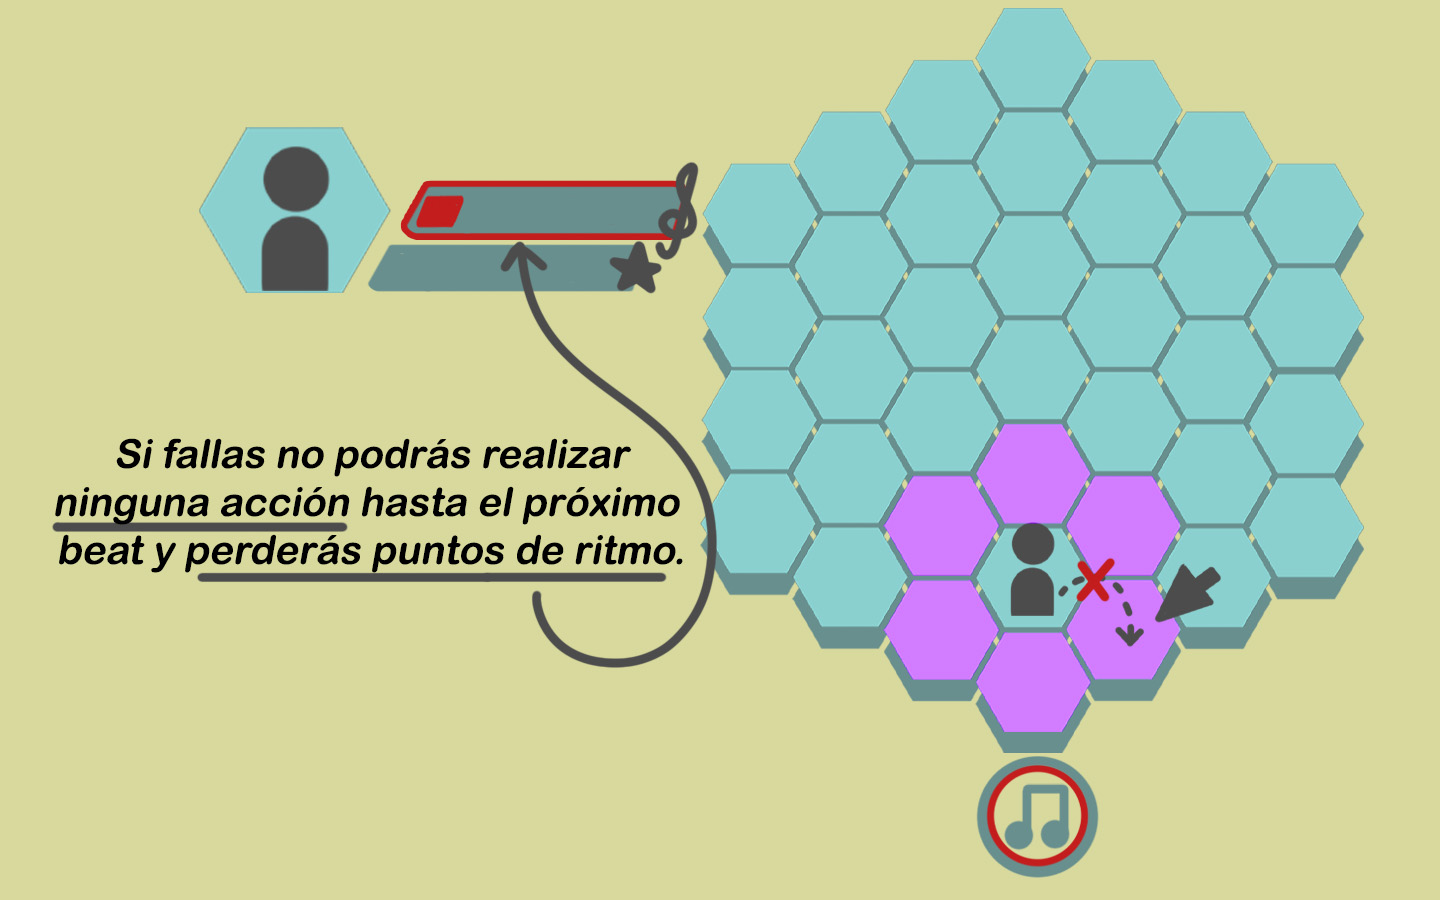 Si fallas no podrás realizar
ninguna acción hasta el próximo
beat y perderás puntos de ritmo.